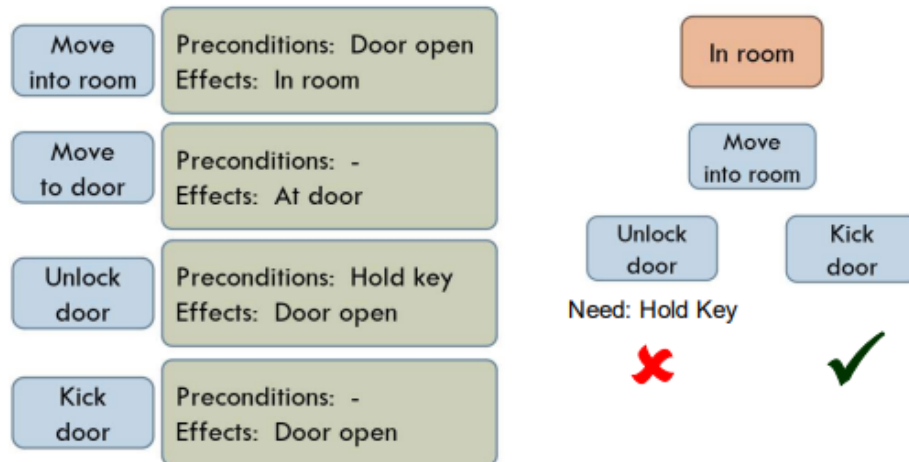 Move
into room
Preconditions: Door open
Effects: In room
Move
to door
Preconditions: -
Effects: At door
Unlock
door
Preconditions: Hold key
Effects: Door open
Kick
door
Preconditions: -
Effects: Door open
In room
Move
into room
Unlock
door
Kick
door
Need: Hold Key